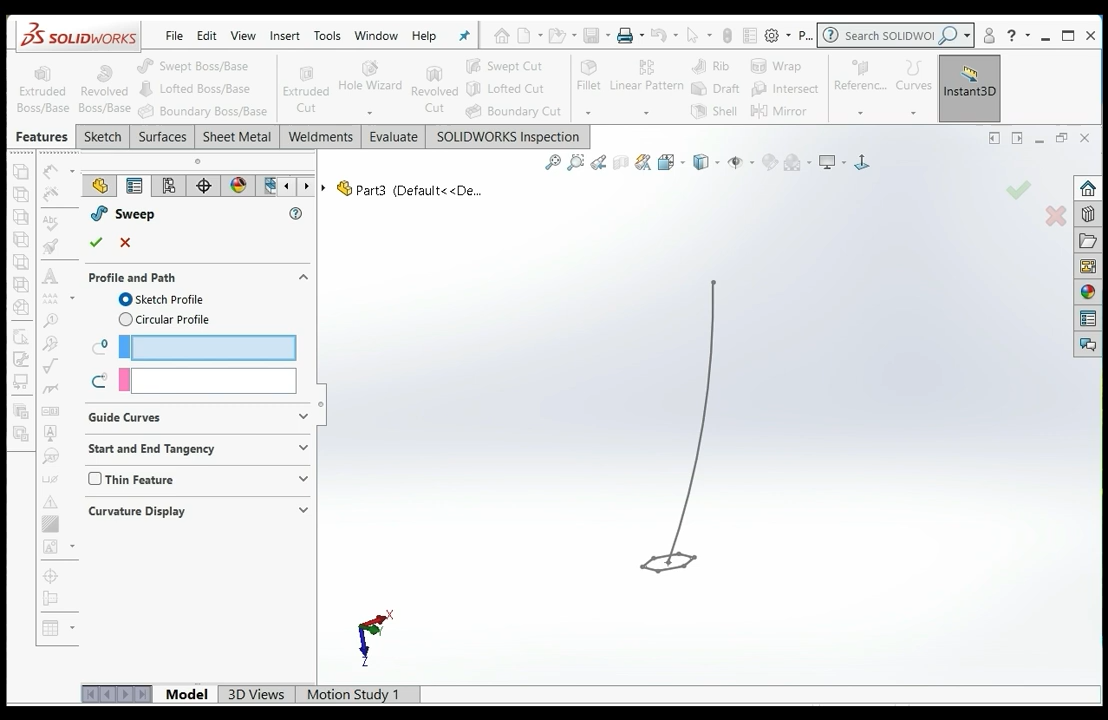 SOLIDWORKS File Edit View Insert Tools Window Help P... Search SOLIDWOI ?
Extruded Boss/Base
Revolved Boss/Base
Swept Boss/Base
Lofted Boss/Base
Boundary Boss/Base
Extruded Cut
Hole Wizard
Revolved Cut
Swept Cut
Lofted Cut
Boundary Cut
Fillet
Linear Pattern
Rib
Draft
Shell
Wrap
Intersect
Mirror
Referenc...
Curves
Instant3D
Features Sketch Surfaces Sheet Metal Weldments Evaluate SOLIDWORKS Inspection
Part3 (Default<<De...
Sweep
Profile and Path
Sketch Profile
Circular Profile
Guide Curves
Start and End Tangency
Thin Feature
Curvature Display
X
Y
Z
Model 3D Views Motion Study 1